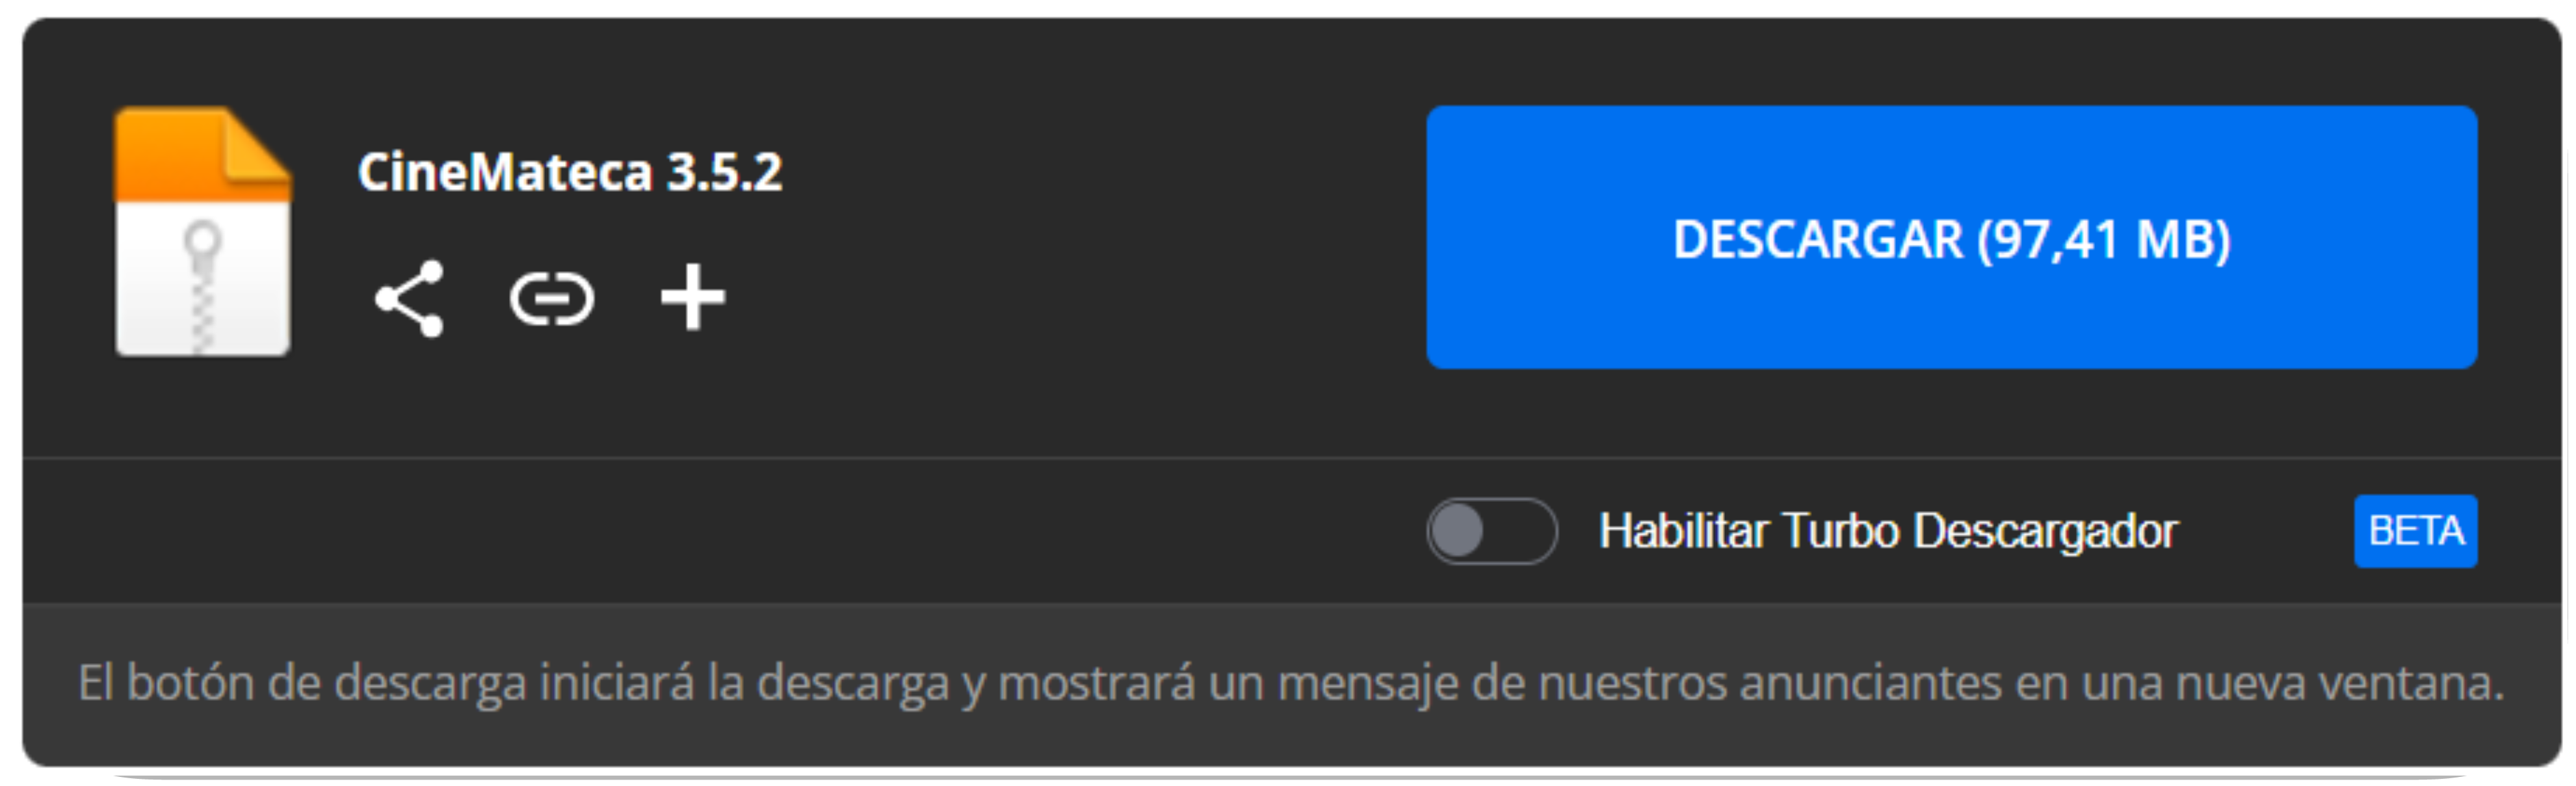 CineMateca 3.5.2
DESCARGAR (97,41 MB)
Habilitar Turbo Descargador
BETA
El botón de descarga iniciará la descarga y mostrará un mensaje de nuestros anunciantes en una nueva ventana.